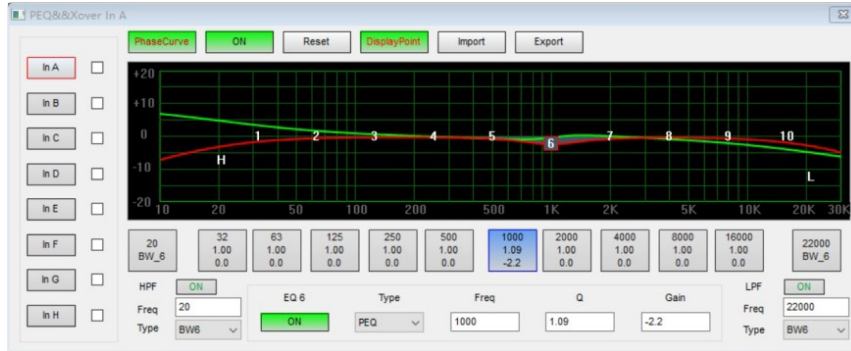 PEQ&&Xover In A
PhaseCurve ON Reset DisplayPoint Import Export
In A
In B
In C
In D
In E
In F
In G
In H
+20
+10
0
-10
-20
1 2 3 4 5 6 7 8 9 10
H
L
10 20 50 100 200 500 1K 2K 5K 10K 20K 30K
20
BW_6
32
1.00
0.0
63
1.00
0.0
125
1.00
0.0
250
1.00
0.0
500
1.00
0.0
1000
1.09
-2.2
2000
1.00
0.0
4000
1.00
0.0
8000
1.00
0.0
16000
1.00
0.0
22000
BW_6
HPF ON
Freq 20
Type BW6
EQ 6 Type Freq Q Gain
ON PEQ 1000 1.09 -2.2
LPF ON
Freq 22000
Type BW6